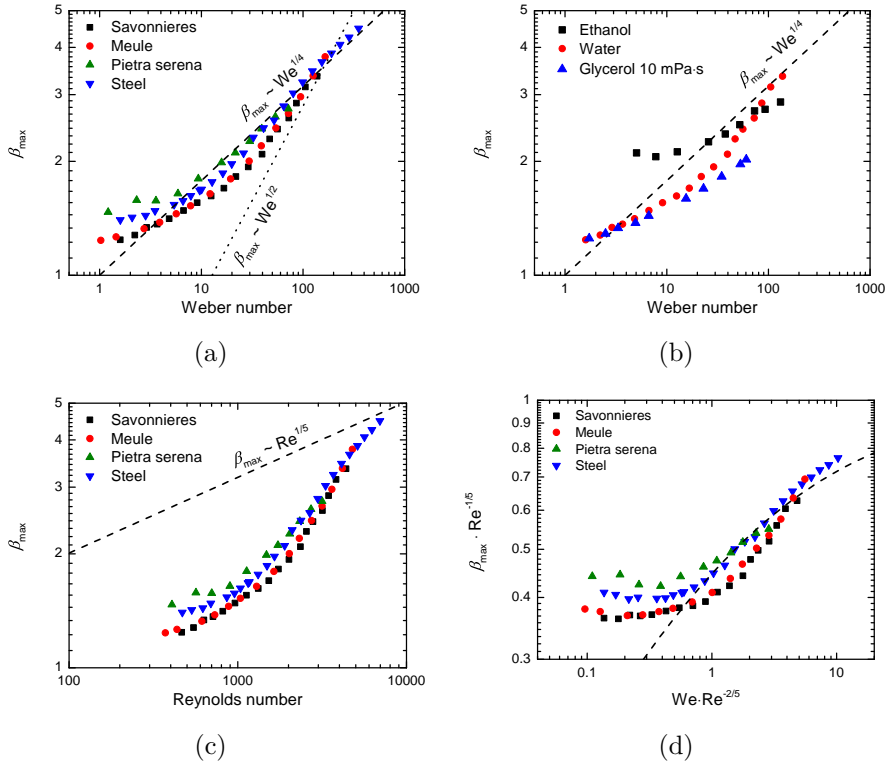 Savonnieres
Meule
Pietra serena
Steel
β_max ~ We^1/4
β_max ~ We^1/2
β_max
5
4
3
2
1
1
10
100
1000
Weber number
(a)
Ethanol
Water
Glycerol 10 mPa·s
β_max ~ We^1/4
β_max
5
4
3
2
1
1
10
100
1000
Weber number
(b)
Savonnieres
Meule
Pietra serena
Steel
β_max ~ Re^1/5
β_max
5
4
3
2
1
100
1000
10000
Reynolds number
(c)
Savonnieres
Meule
Pietra serena
Steel
β_max · Re^-1/5
1
0.9
0.8
0.7
0.6
0.5
0.4
0.3
0.1
1
10
We·Re^-2/5
(d)